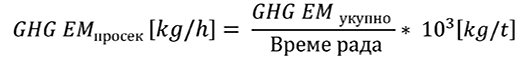 GHG EMпросек [kg/h] = GHG EM укупно / Време рада * 10³[kg/t]